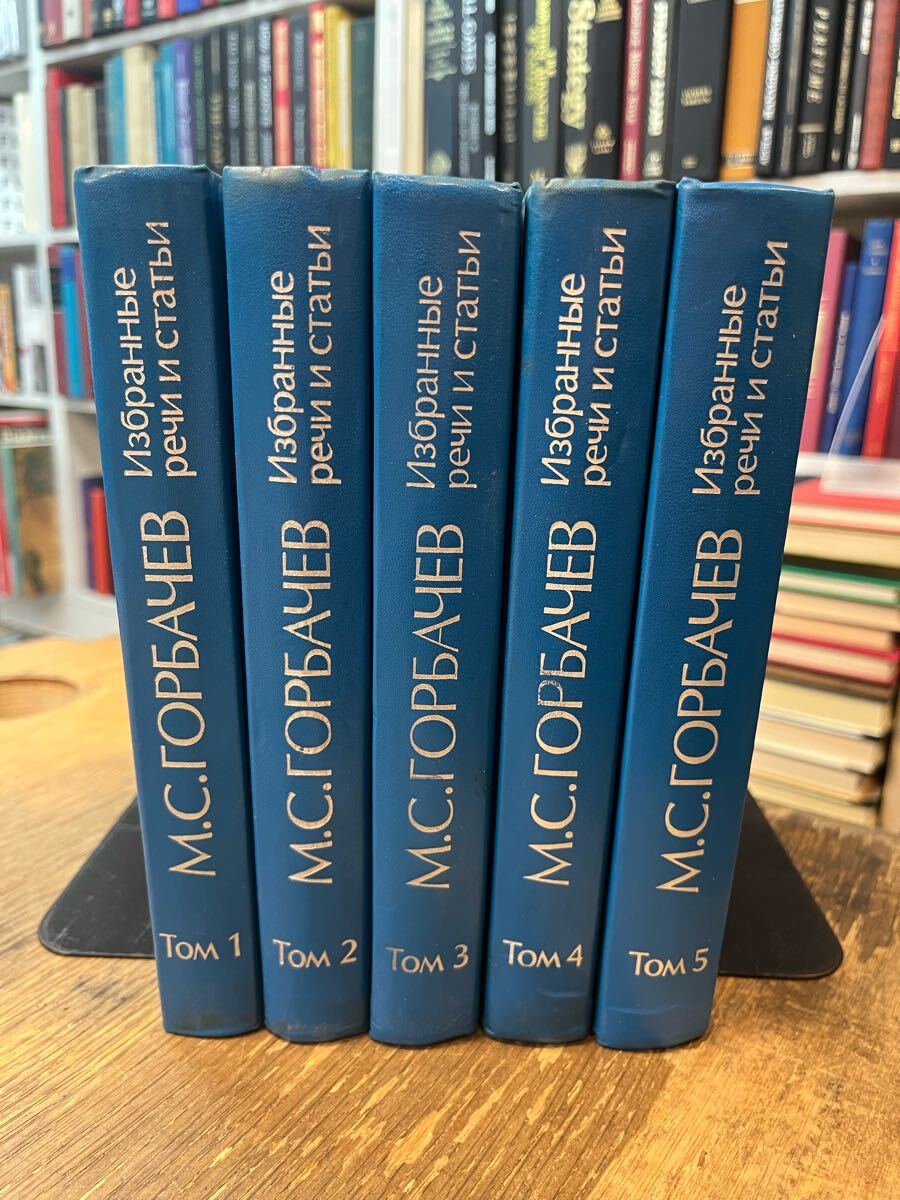 М.С.ГОРБАЧЕВ
Избранные
речи и статьи
Том 1
М.С.ГОРБАЧЕВ
Избранные
речи и статьи
Том 2
М.С.ГОРБАЧЕВ
Избранные
речи и статьи
Том 3
М.С.ГОРБАЧЕВ
Избранные
речи и статьи
Том 4
М.С.ГОРБАЧЕВ
Избранные
речи и статьи
Том 5